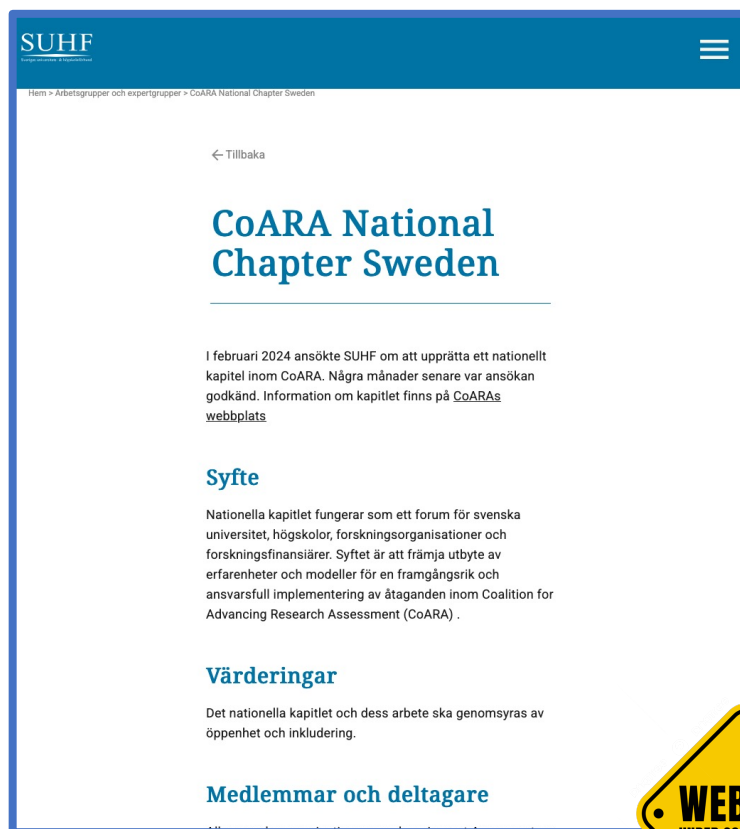 SUHF
Sveriges universitets- & högskoleförbund
Hem > Arbetsgrupper och expertgrupper > CoARA National Chapter Sweden
← Tillbaka
CoARA National
Chapter Sweden
I februari 2024 ansökte SUHF om att upprätta ett nationellt
kapitel inom CoARA. Några månader senare var ansökan
godkänd. Information om kapitlet finns på CoARAs
webbplats
Syfte
Nationella kapitlet fungerar som ett forum för svenska
universitet, högskolor, forskningsorganisationer och
forskningsfinansiärer. Syftet är att främja utbyte av
erfarenheter och modeller för en framgångsrik och
ansvarsfull implementering av åtaganden inom Coalition for
Advancing Research Assessment (CoARA) .
Värderingar
Det nationella kapitlet och dess arbete ska genomsyras av
öppenhet och inkludering.
Medlemmar och deltagare
WEB